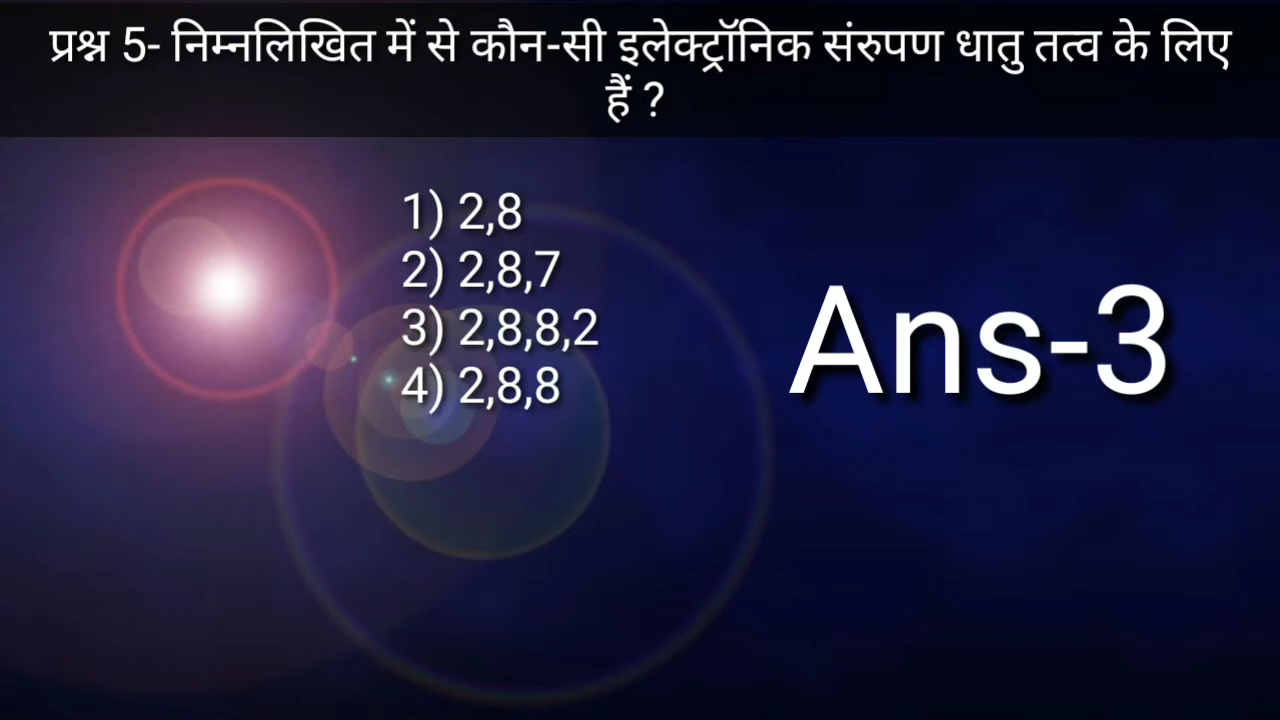 प्रश्न 5- निम्नलिखित में से कौन-सी इलेक्ट्रॉनिक संरुपण धातु तत्व के लिए
हैं ?
1) 2,8
2) 2,8,7
3) 2,8,8,2
4) 2,8,8
Ans-3